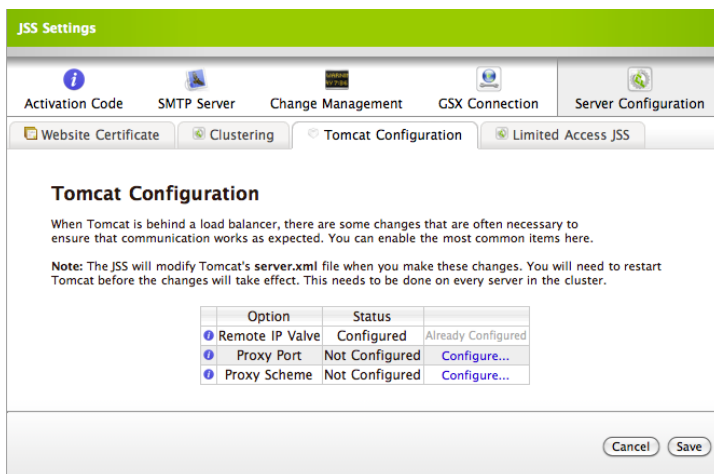 JSS Settings
Activation Code SMTP Server Change Management GSX Connection Server Configuration
Website Certificate Clustering Tomcat Configuration Limited Access JSS
Tomcat Configuration
When Tomcat is behind a load balancer, there are some changes that are often necessary to
ensure that communication works as expected. You can enable the most common items here.
Note: The JSS will modify Tomcat's server.xml file when you make these changes. You will need to restart
Tomcat before the changes will take effect. This needs to be done on every server in the cluster.
Option Status
Remote IP Valve Configured Already Configured
Proxy Port Not Configured Configure...
Proxy Scheme Not Configured Configure...
Cancel Save